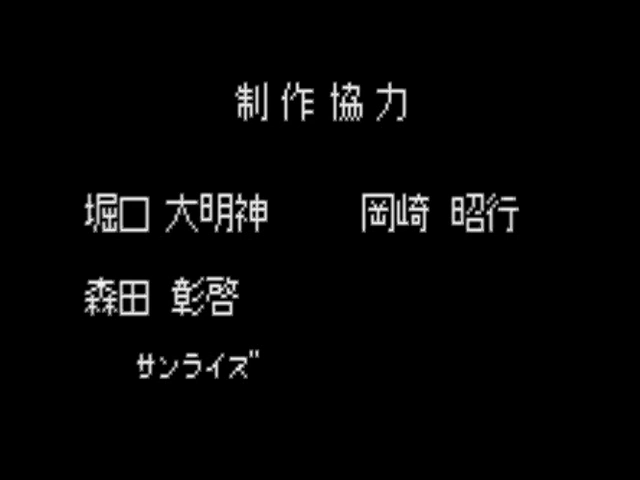 制作協力
堀口 大明神 岡崎 昭行
森田 彰啓
サンライズ